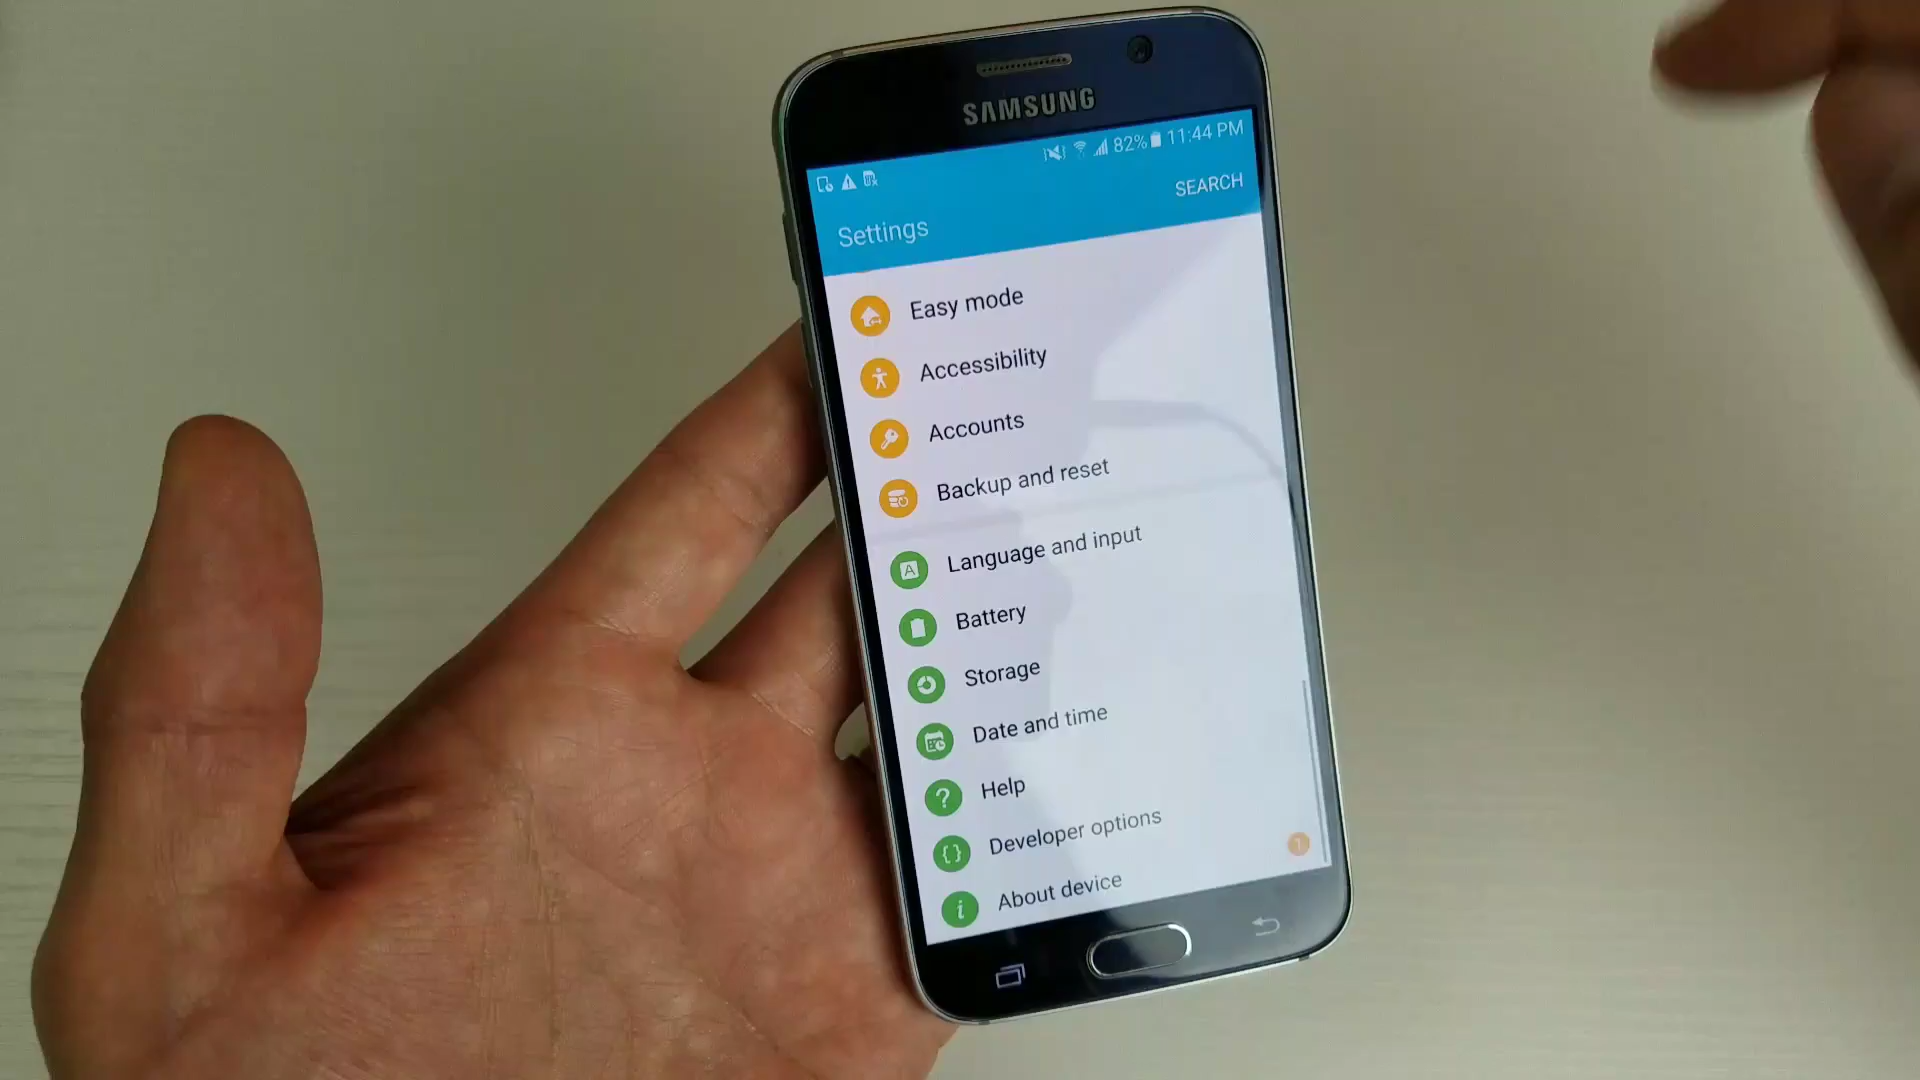 SAMSUNG
82% 11:44 PM
SEARCH
Settings
Easy mode
Accessibility
Accounts
Backup and reset
A
Language and input
Battery
Storage
Date and time
?
Help
{}
Developer options
1
i
About device